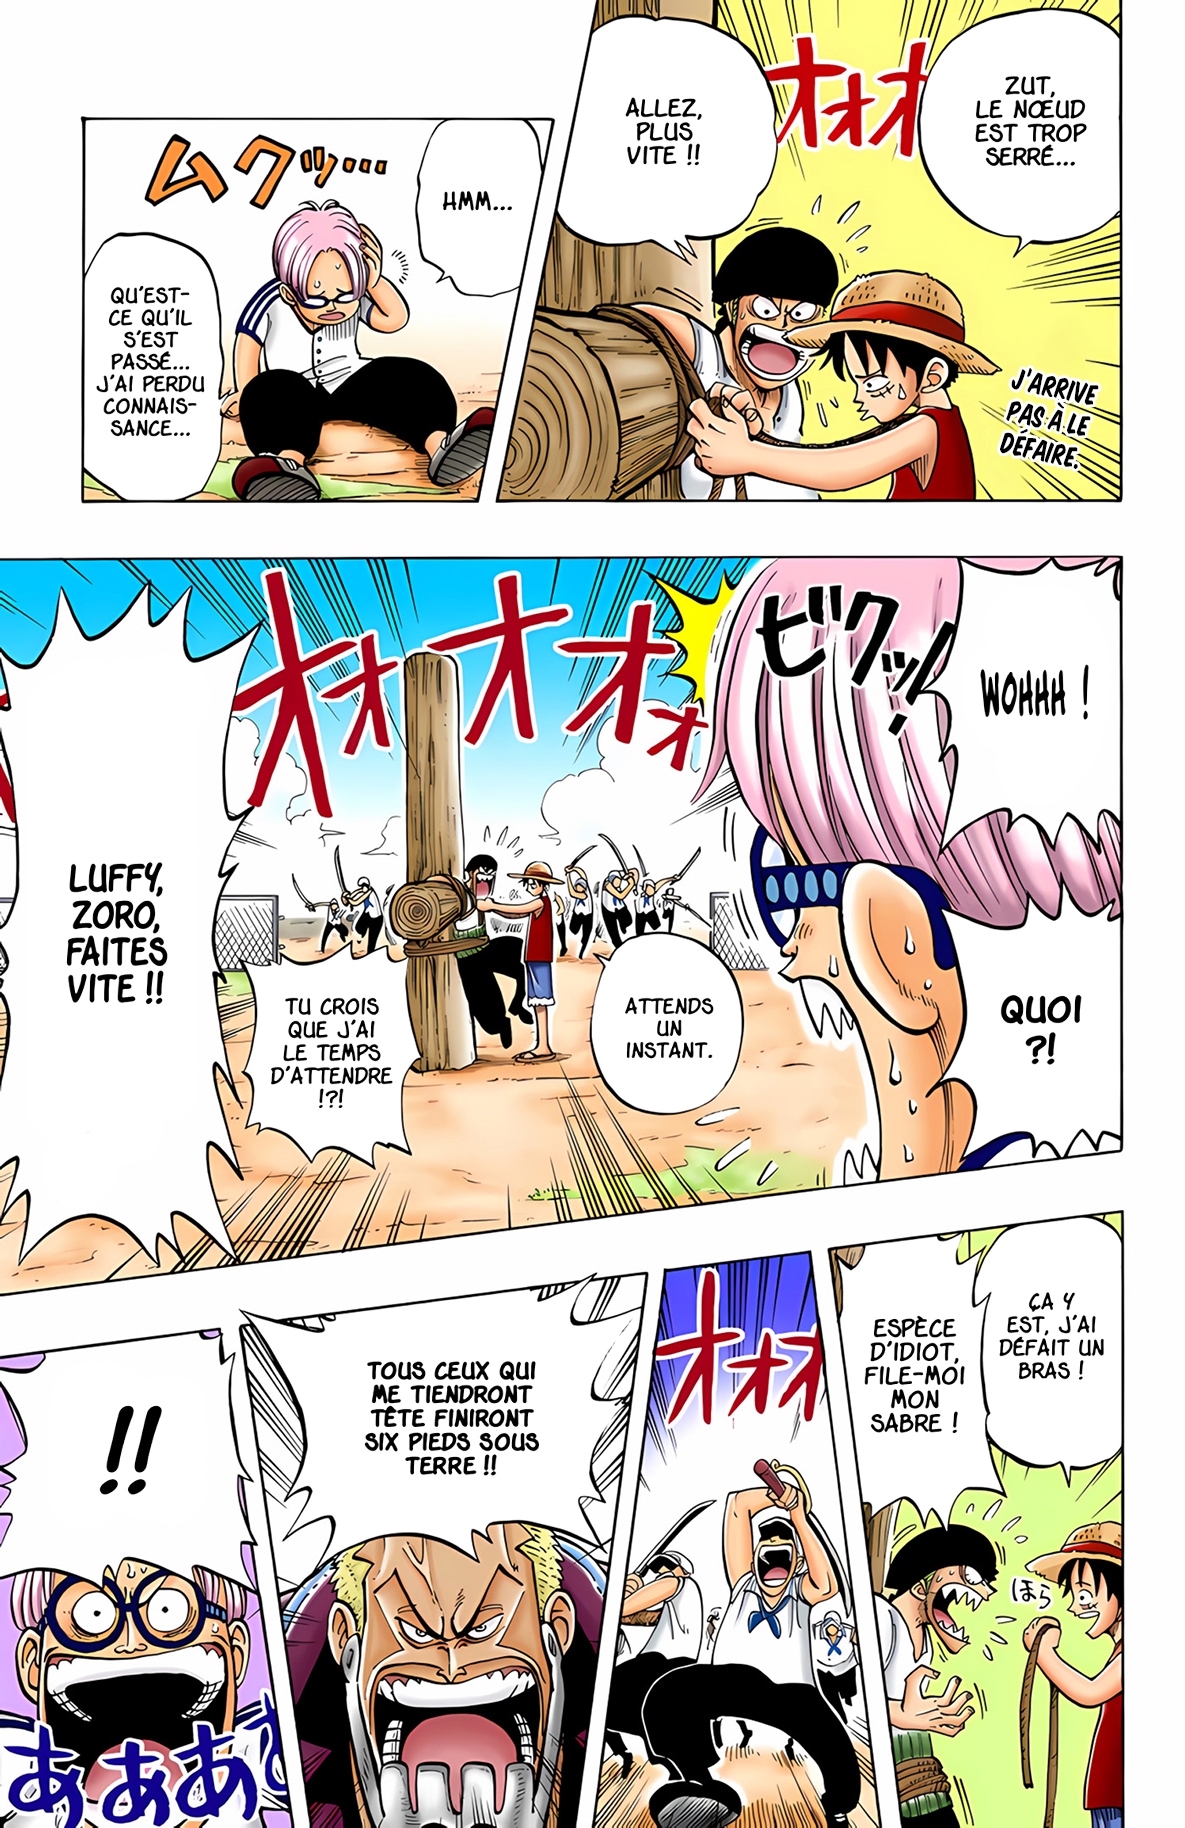 ZUT,
LE NŒUD
EST TROP
SERRÉ...
オオオ
ALLEZ,
PLUS
VITE !!
J'ARRIVE
PAS À LE
DÉFAIRE.
HMM...
ムクッ…
QU'EST-
CE QU'IL
S'EST
PASSÉ...
J'AI PERDU
CONNAIS-
SANCE...
WOHHH !
ビクッ!
QUOI
?!
オオオオオ
ATTENDS
UN
INSTANT.
TU CROIS
QUE J'AI
LE TEMPS
D'ATTENDRE
!?!
LUFFY,
ZORO,
FAITES
VITE !!
ÇA Y
EST, J'AI
DÉFAIT UN
BRAS !
ESPÈCE
D'IDIOT,
FILE-MOI
MON
SABRE !
ほら
オオオ
TOUS CEUX QUI
ME TIENDRONT
TÊTE FINIRONT
SIX PIEDS SOUS
TERRE !!
!!
あああ